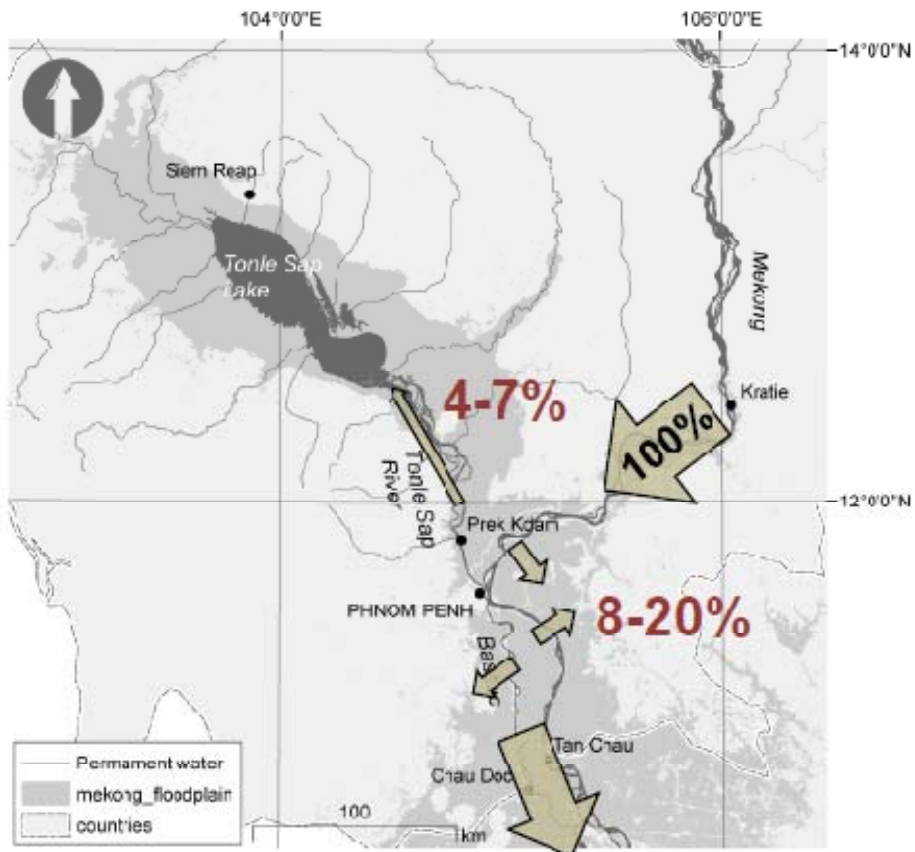 104°0'0"E
106°0'0"E
14°0'0"N
Siem Reap
Tonle Sap
Lake
Mekong
4-7%
Kratie
100%
Tonle Sap
River
12°0'0"N
Prek Kdam
PHNOM PENH
8-20%
Tan Chau
Chau Doc
Permament water
mekong_floodplain
countries
100
km